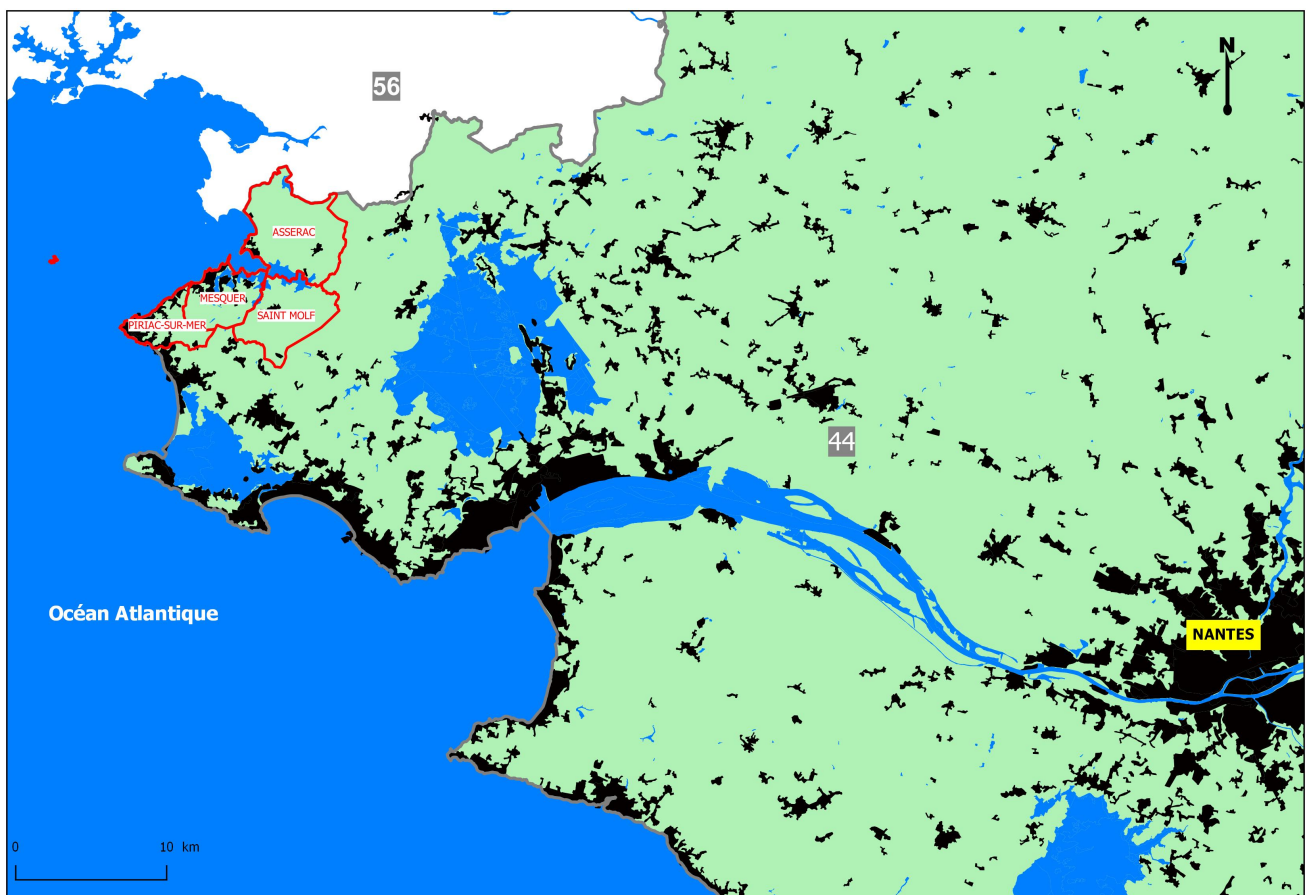 N
56
ASSERAC
MESQUER
SAINT MOLF
PIRIAC-SUR-MER
44
Océan Atlantique
NANTES
0 10 km